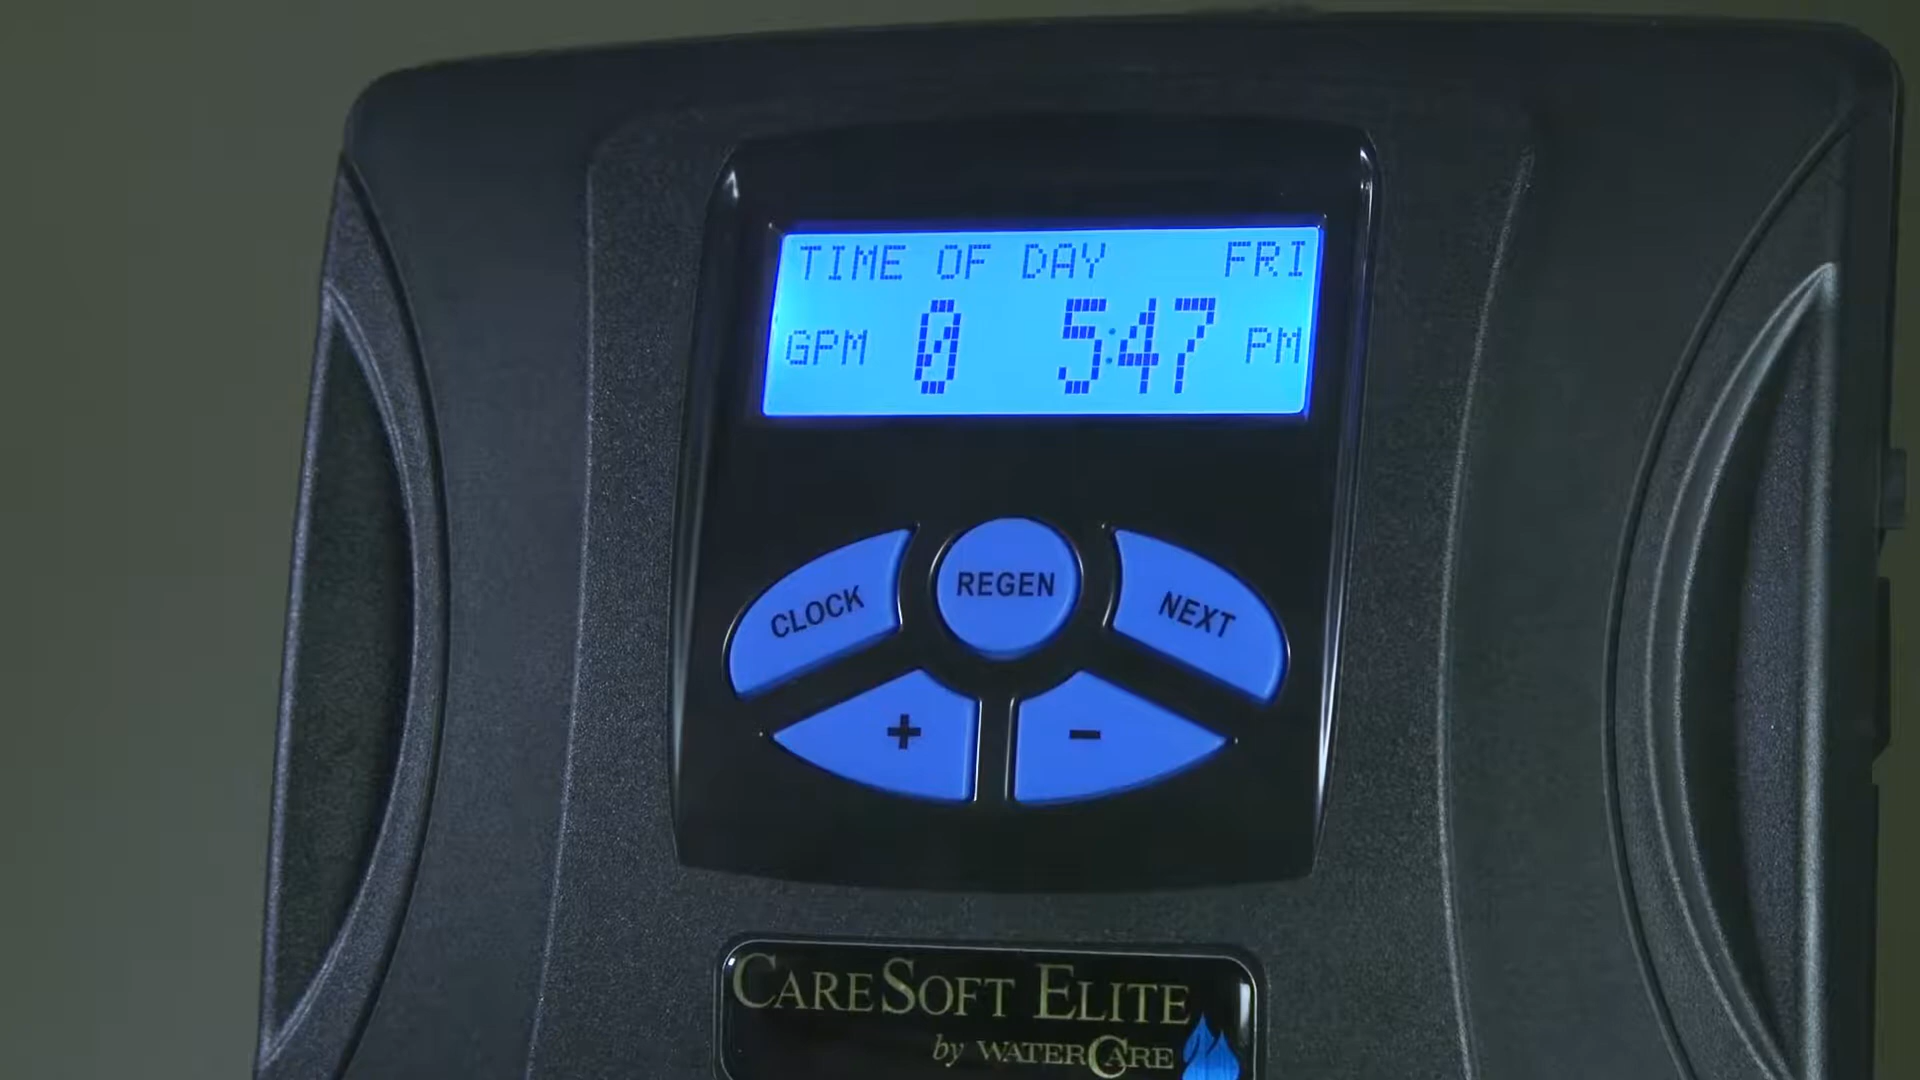 TIME OF DAY FRI
GPM 0 5:47 PM
CLOCK REGEN NEXT
+ -
CARESOFT ELITE
by WATERCARE